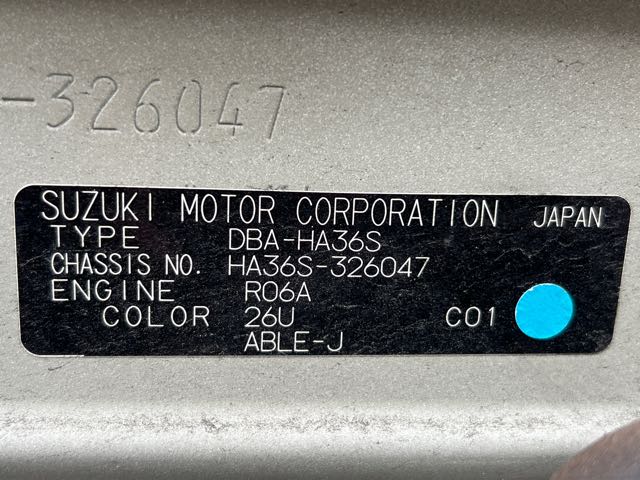 -326047
SUZUKI MOTOR CORPORATION JAPAN
TYPE DBA-HA36S
CHASSIS NO. HA36S-326047
ENGINE R06A
COLOR 26U C01
ABLE-J